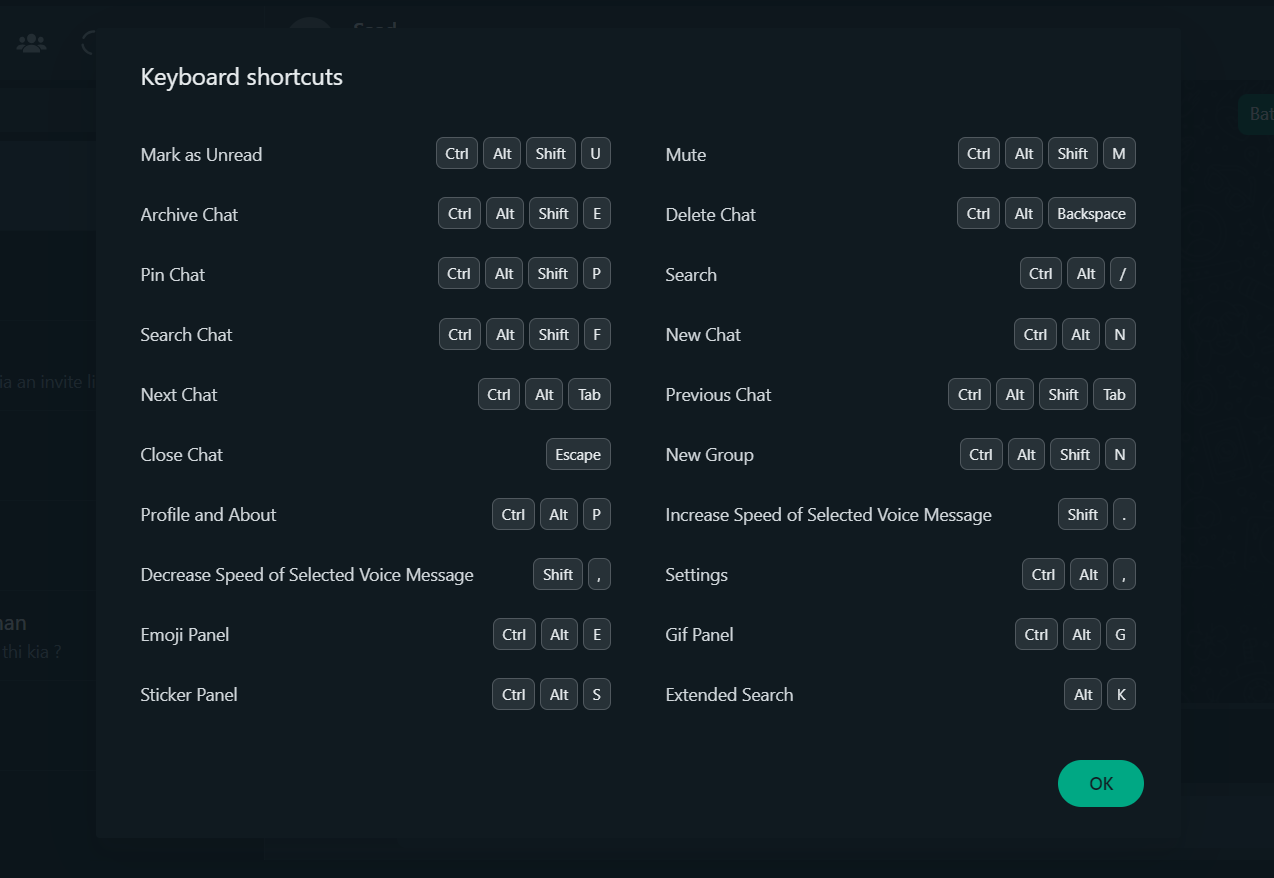 Keyboard shortcuts
Mark as Unread Ctrl Alt Shift U
Mute Ctrl Alt Shift M
Archive Chat Ctrl Alt Shift E
Delete Chat Ctrl Alt Backspace
Pin Chat Ctrl Alt Shift P
Search Ctrl Alt /
Search Chat Ctrl Alt Shift F
New Chat Ctrl Alt N
ia an invite li
Next Chat Ctrl Alt Tab
Previous Chat Ctrl Alt Shift Tab
Close Chat Escape
New Group Ctrl Alt Shift N
Profile and About Ctrl Alt P
Increase Speed of Selected Voice Message Shift .
Decrease Speed of Selected Voice Message Shift ,
Settings Ctrl Alt ,
Emoji Panel Ctrl Alt E
Gif Panel Ctrl Alt G
thi kia ?
Sticker Panel Ctrl Alt S
Extended Search Alt K
OK